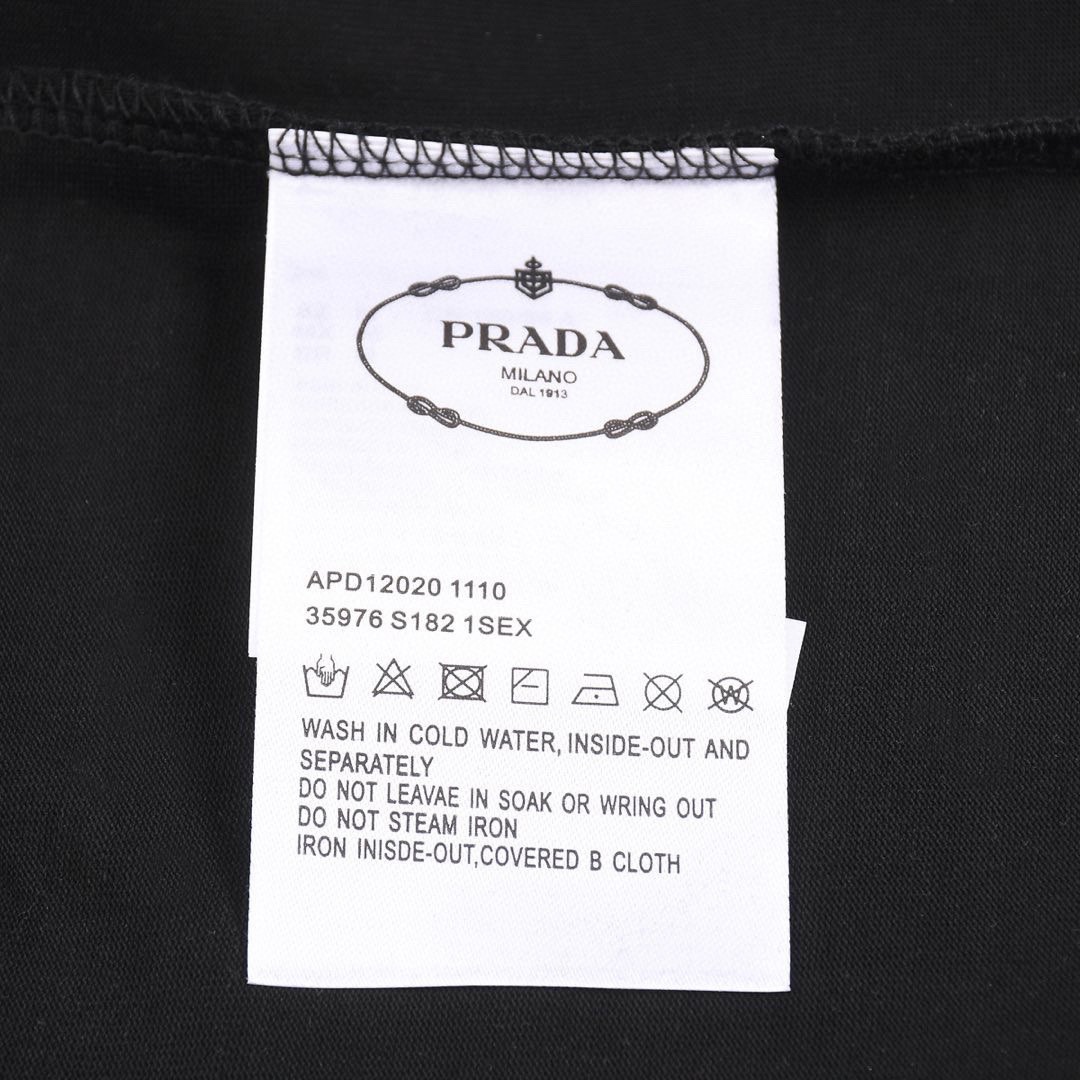 PRADA
MILANO
DAL 1913
APD12020 1110
35976 S182 1SEX
W
WASH IN COLD WATER, INSIDE-OUT AND
SEPARATELY
DO NOT LEAVAE IN SOAK OR WRING OUT
DO NOT STEAM IRON
IRON INISDE-OUT,COVERED B CLOTH